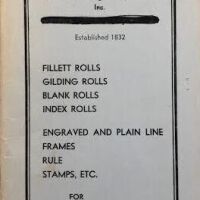 Inc.
Established 1832
FILLETT ROLLS
GILDING ROLLS
BLANK ROLLS
INDEX ROLLS
ENGRAVED AND PLAIN LINE
FRAMES
RULE
STAMPS, ETC.
FOR